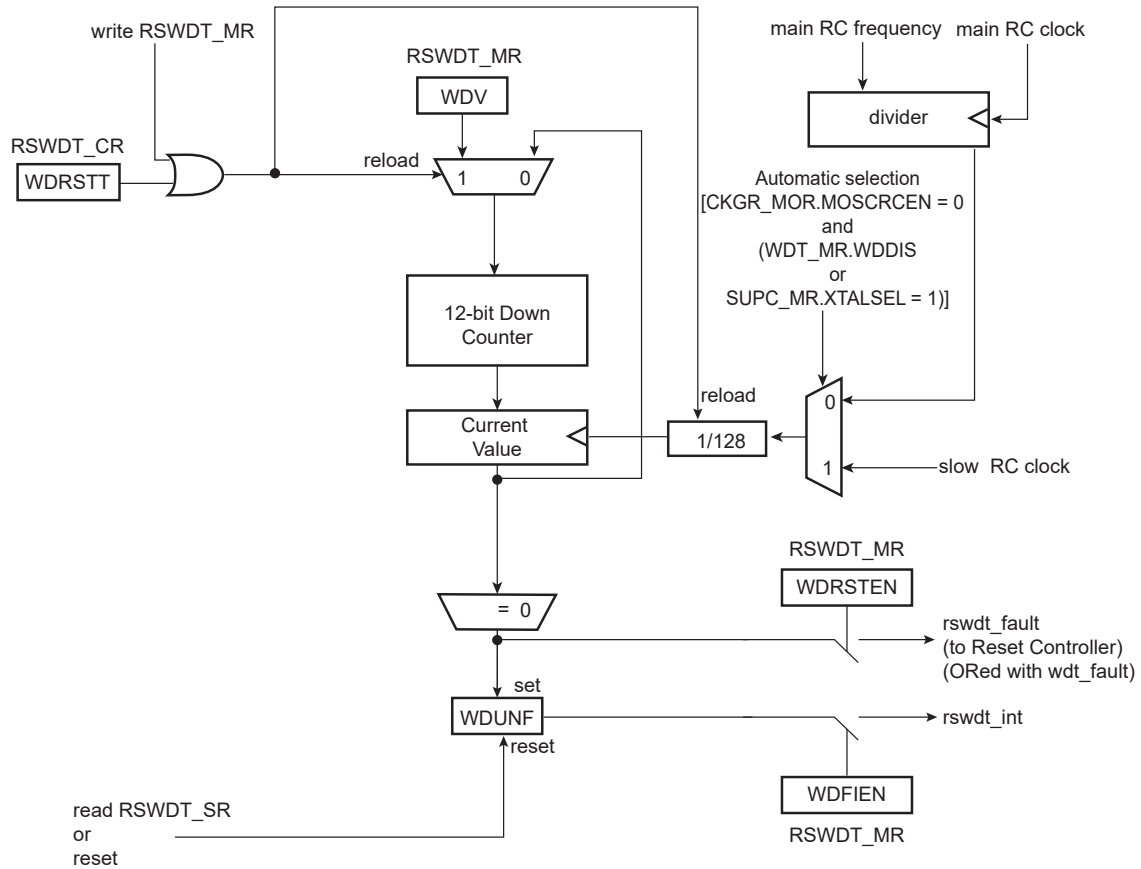 write RSWDT_MR
main RC frequency
main RC clock
RSWDT_MR
WDV
divider
RSWDT_CR
WDRSTT
reload
1
0
Automatic selection
[CKGR_MOR.MOSCRCEN = 0
and
(WDT_MR.WDDIS
or
SUPC_MR.XTALSEL = 1)]
12-bit Down
Counter
reload
0
Current
Value
1/128
1
slow RC clock
RSWDT_MR
WDRSTEN
= 0
rswdt_fault
(to Reset Controller)
(ORed with wdt_fault)
set
WDUNF
rswdt_int
reset
WDFIEN
RSWDT_MR
read RSWDT_SR
or
reset